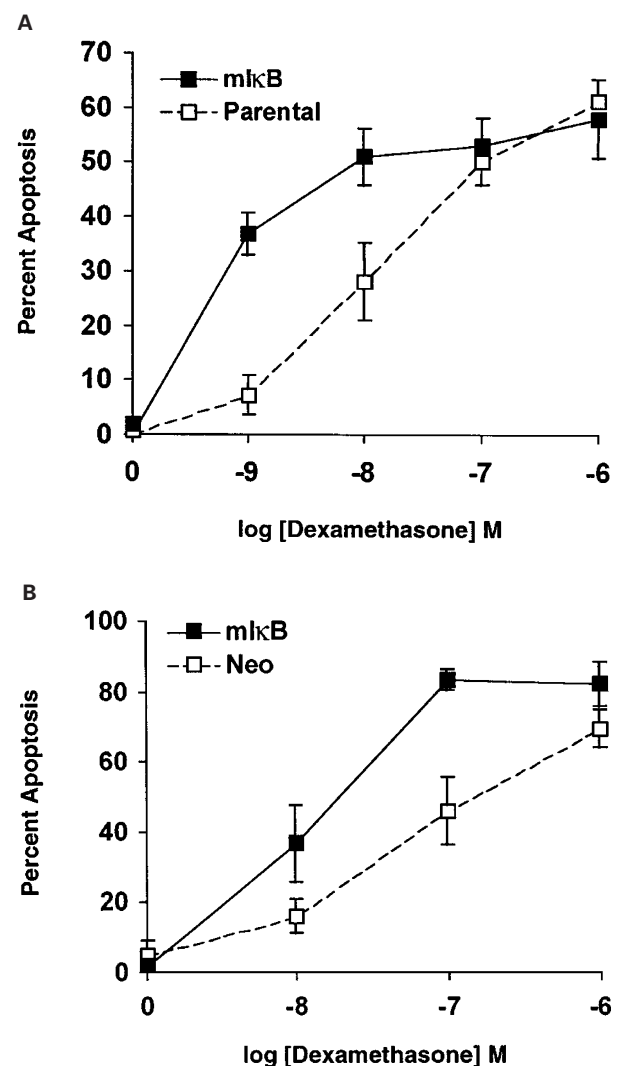 A
70
60
50
40
30
20
10
0
Percent Apoptosis
mIκB
Parental
0 -9 -8 -7 -6
log [Dexamethasone] M
B
100
80
60
40
20
0
Percent Apoptosis
mIκB
Neo
0 -8 -7 -6
log [Dexamethasone] M